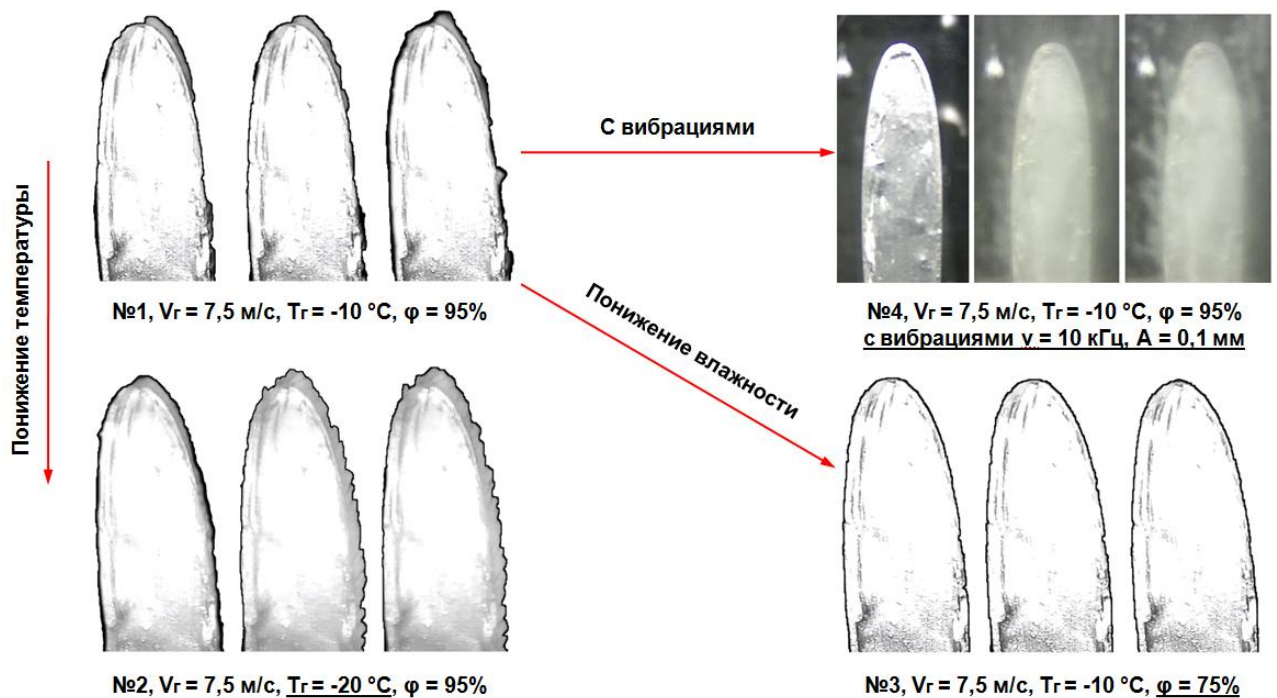 С вибрациями
Понижение температуры
№1, Vг = 7,5 м/с, Tг = -10 °C, φ = 95%
Понижение влажности
№4, Vг = 7,5 м/с, Tг = -10 °C, φ = 95%
с вибрациями ν = 10 кГц, A = 0,1 мм
№2, Vг = 7,5 м/с, Tг = -20 °C, φ = 95%
№3, Vг = 7,5 м/с, Tг = -10 °C, φ = 75%